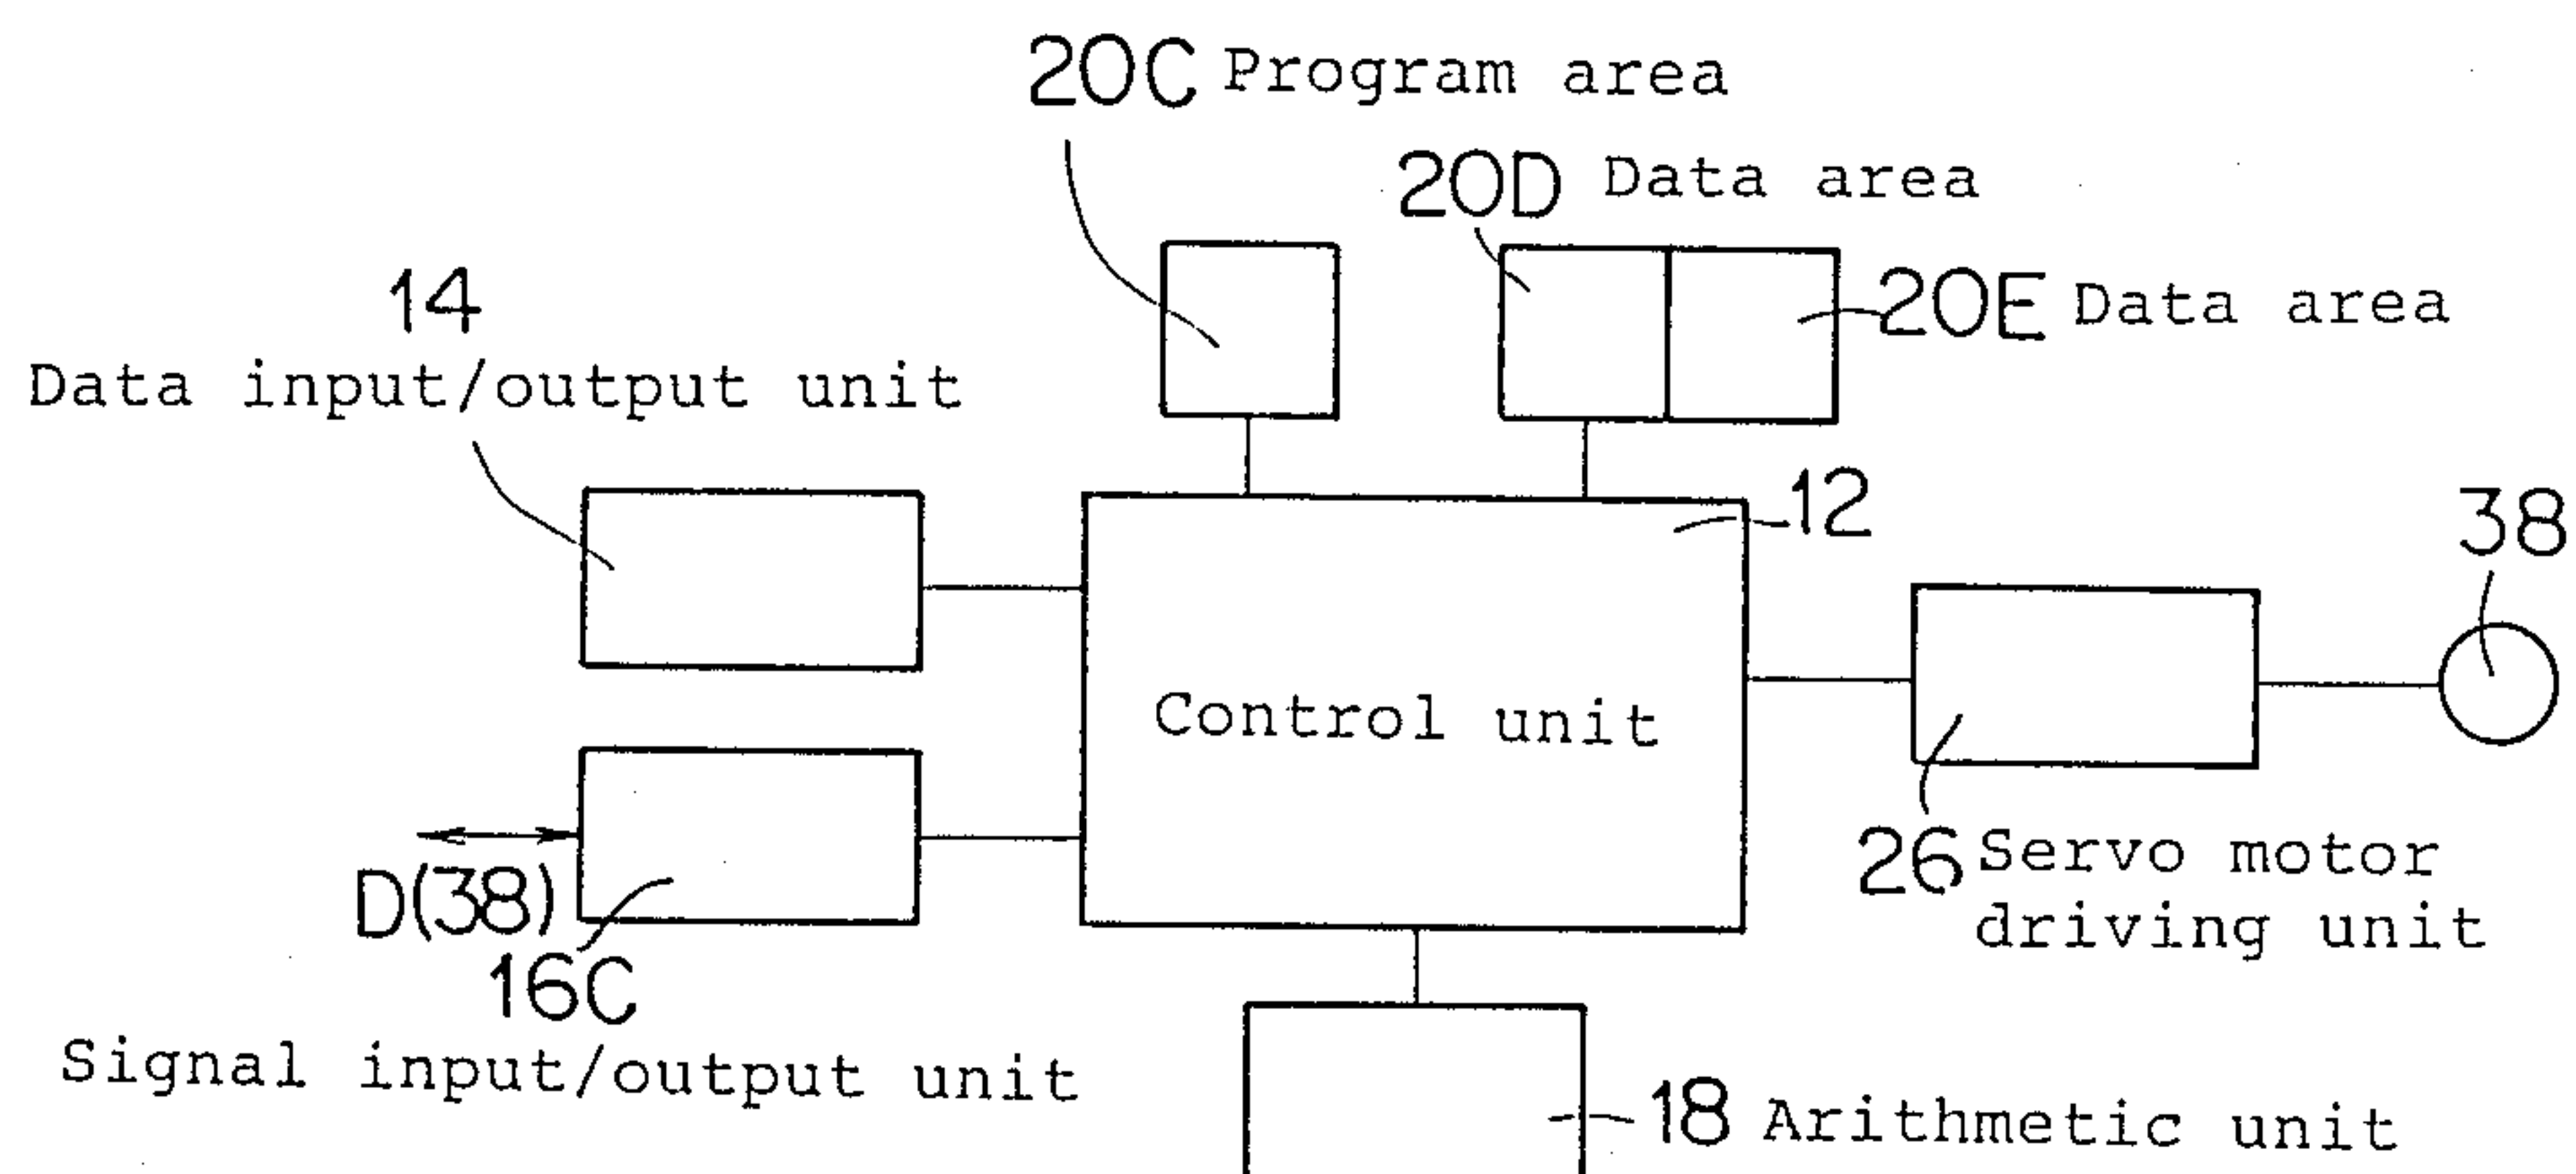 20C Program area
20D Data area
20E Data area
14
Data input/output unit
12
38
Control unit
26 Servo motor
driving unit
D(38)
16C
Signal input/output unit
18 Arithmetic unit